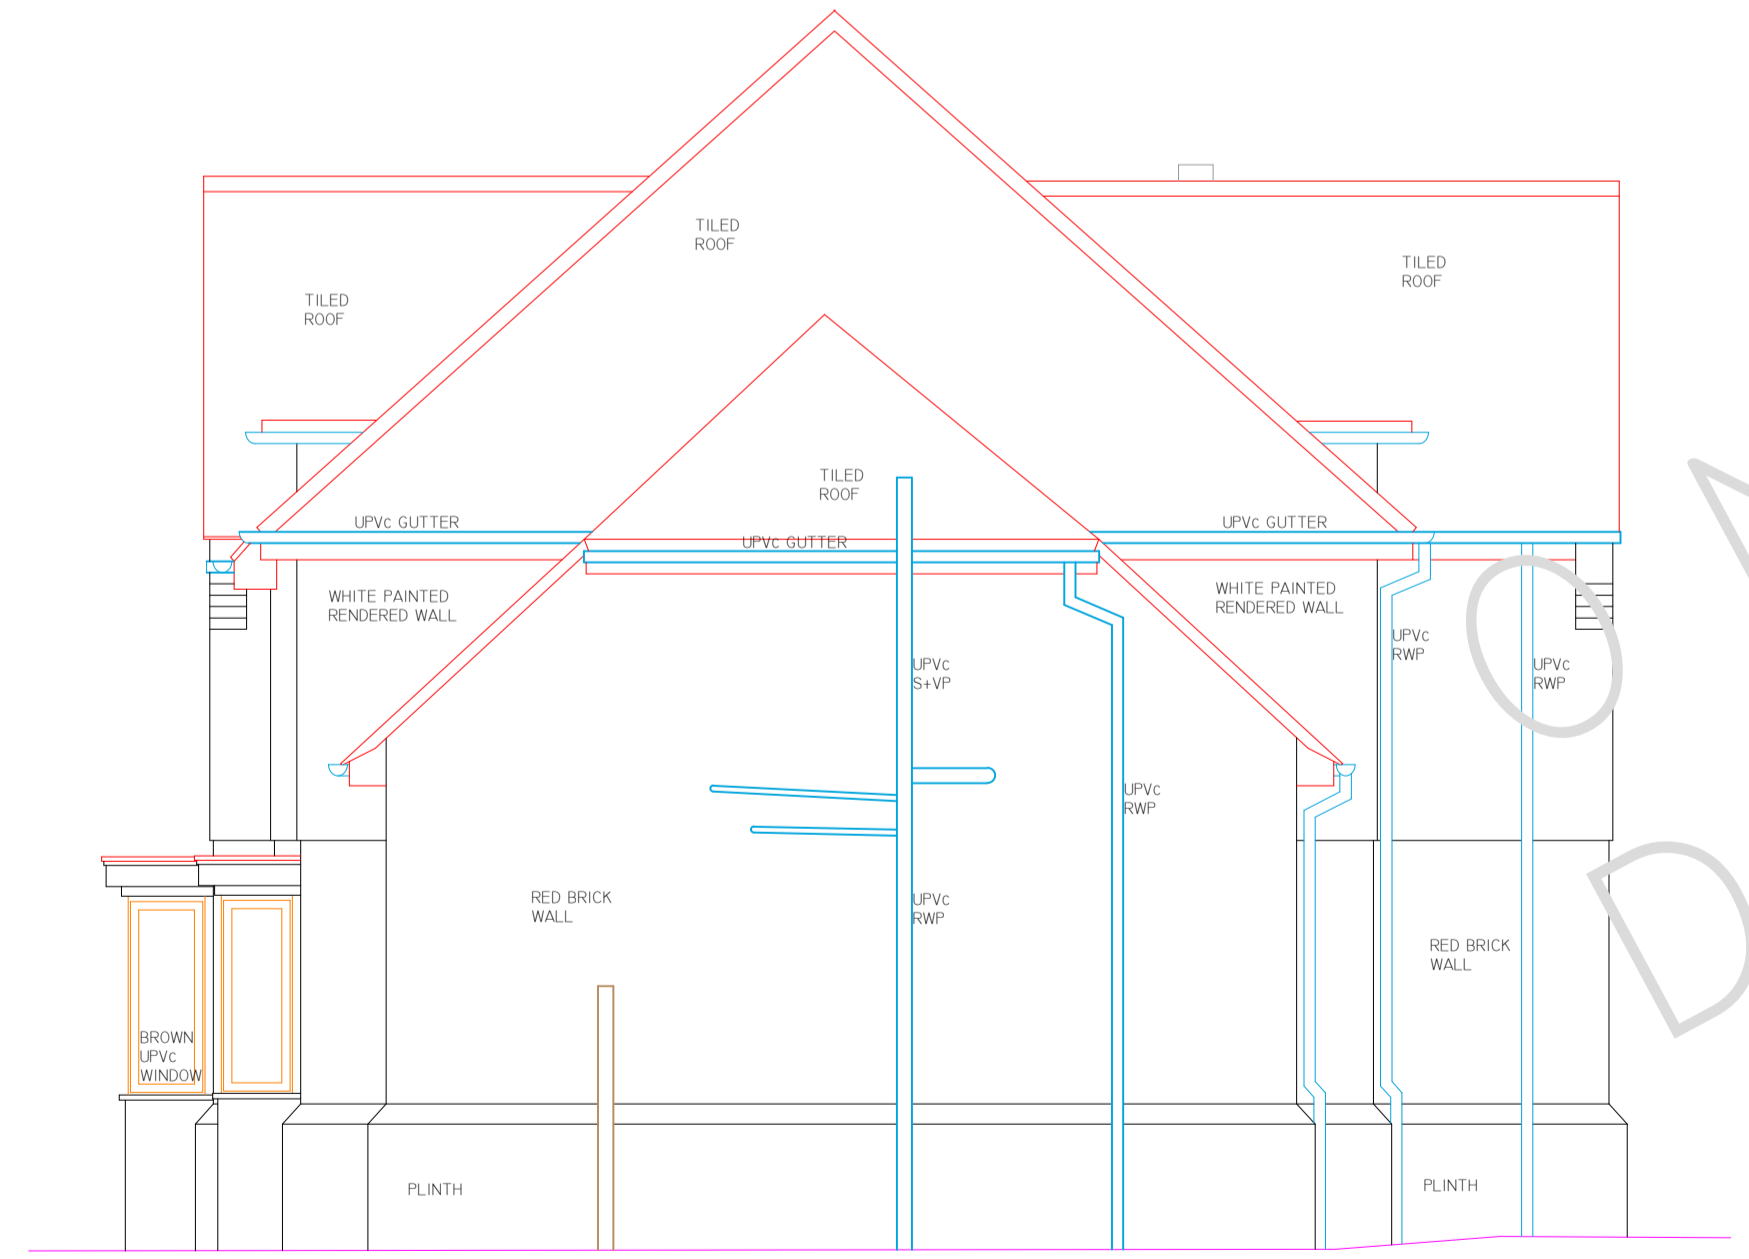 TILED
ROOF
TILED
ROOF
TILED
ROOF
TILED
ROOF
UPVc GUTTER
UPVc GUTTER
UPVc GUTTER
WHITE PAINTED
RENDERED WALL
WHITE PAINTED
RENDERED WALL
UPVc
RWP
UPVc
S+VP
UPVc
RWP
UPVc
RWP
RED BRICK
WALL
UPVc
RWP
RED BRICK
WALL
BROWN
UPVc
WINDOW
PLINTH
PLINTH